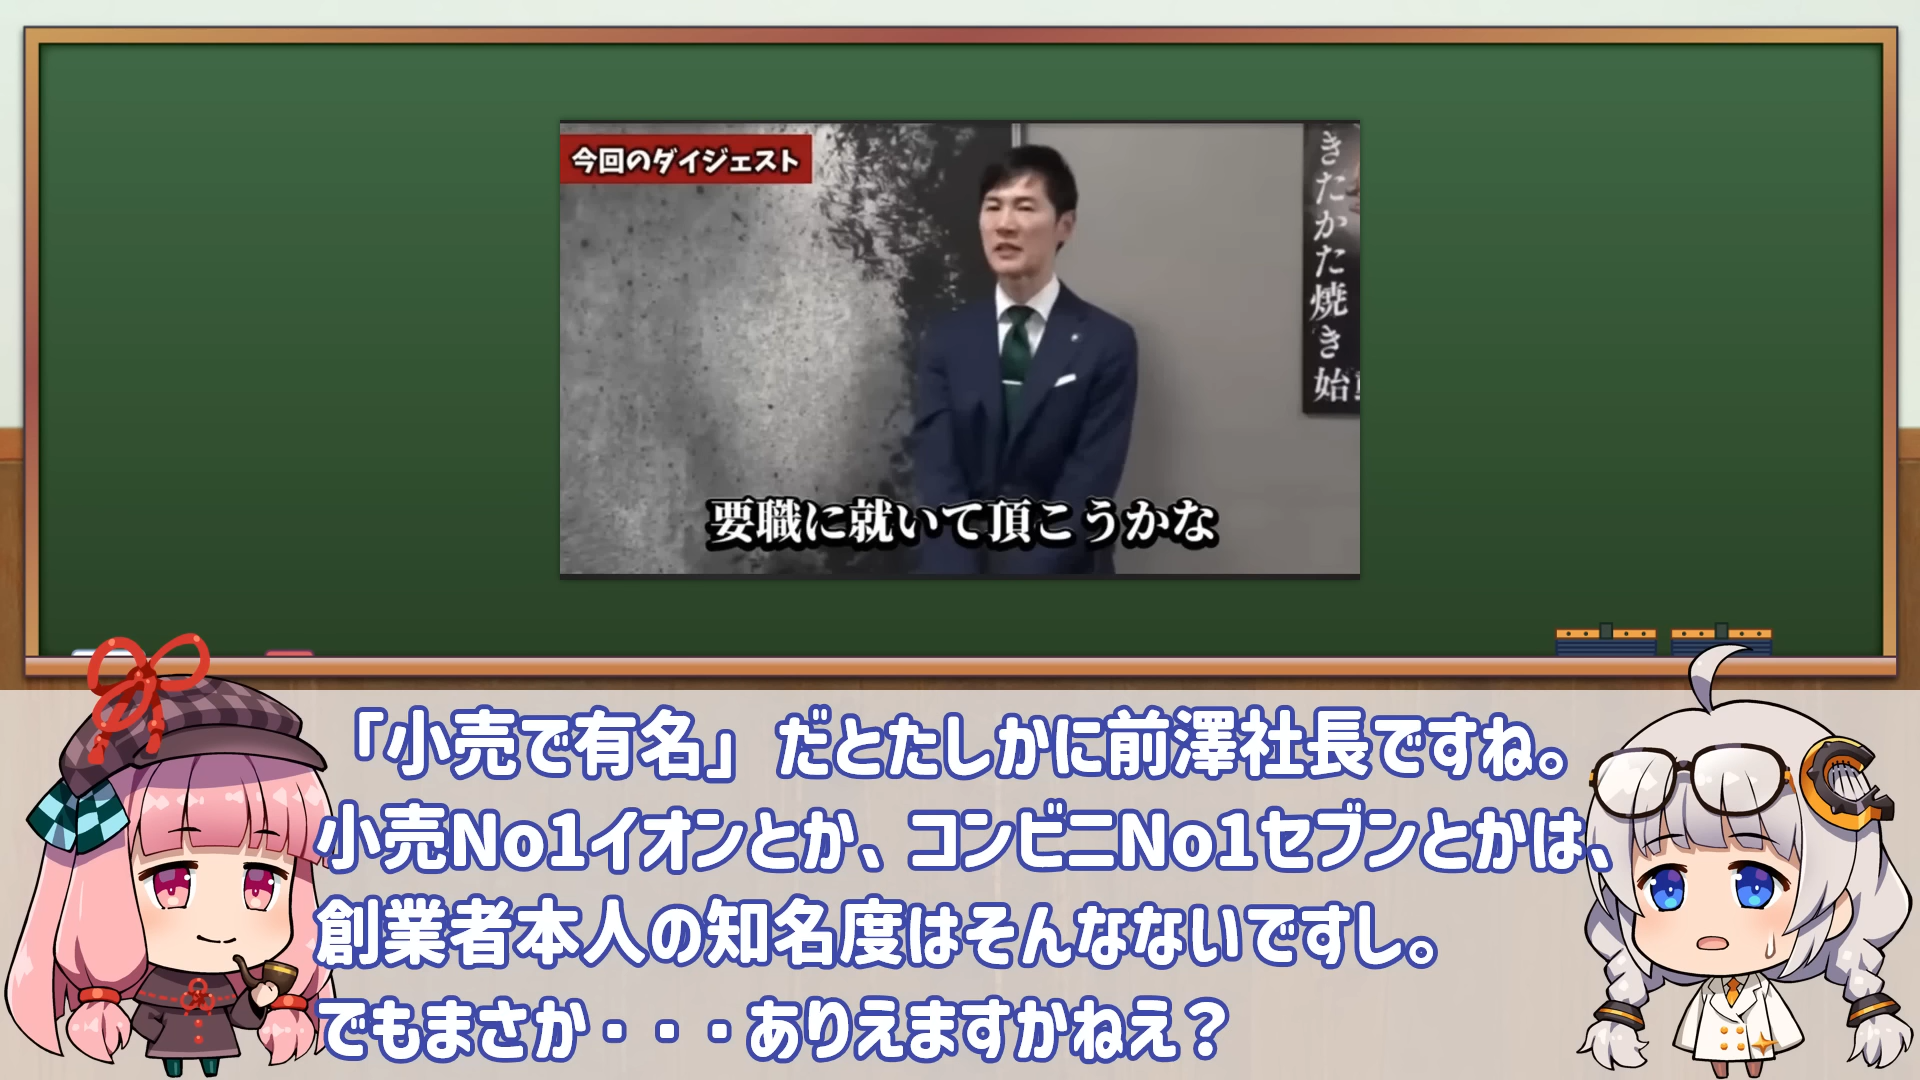 今回のダイジェスト
きたかた焼き始
要職に就いて頂こうかな
「小売で有名」だとたしかに前澤社長ですね。
小売No1イオンとか、コンビニNo1セブンとかは、
創業者本人の知名度はそんなないですし。
でもまさか・・・ありえますかねえ？